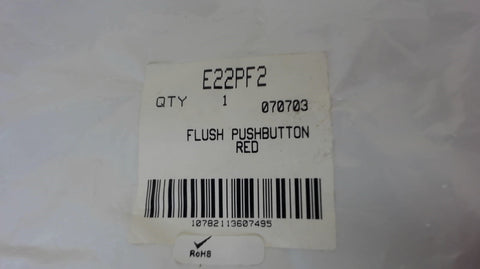 E22PF2
QTY 1 070703
FLUSH PUSHBUTTON
RED
10782113607495
RoHS